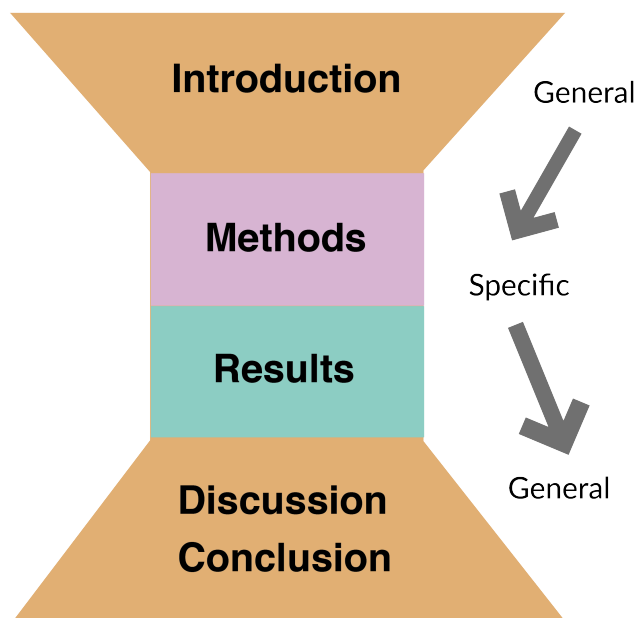 Introduction
General
Methods
Specific
Results
General
Discussion
Conclusion